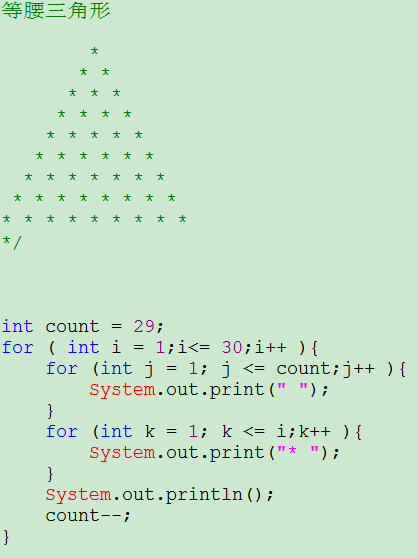 等腰三角形
        *
       * *
      * * *
     * * * *
    * * * * *
   * * * * * *
  * * * * * * *
 * * * * * * * *
* * * * * * * * *
*/
int count = 29;
for ( int i = 1;i<= 30;i++ ){
    for (int j = 1; j <= count;j++ ){
        System.out.print(" ");
    }
    for (int k = 1; k <= i;k++ ){
        System.out.print("* ");
    }
    System.out.println();
    count--;
}